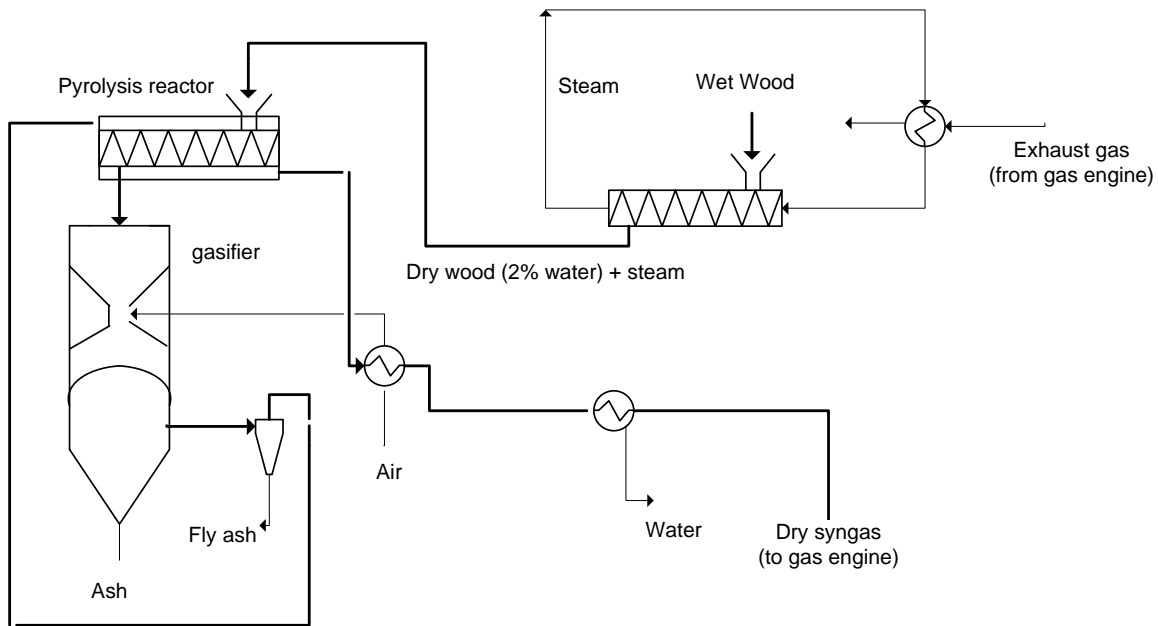 Pyrolysis reactor
Steam
Wet Wood
Exhaust gas
(from gas engine)
gasifier
Dry wood (2% water) + steam
Air
Fly ash
Water
Dry syngas
(to gas engine)
Ash